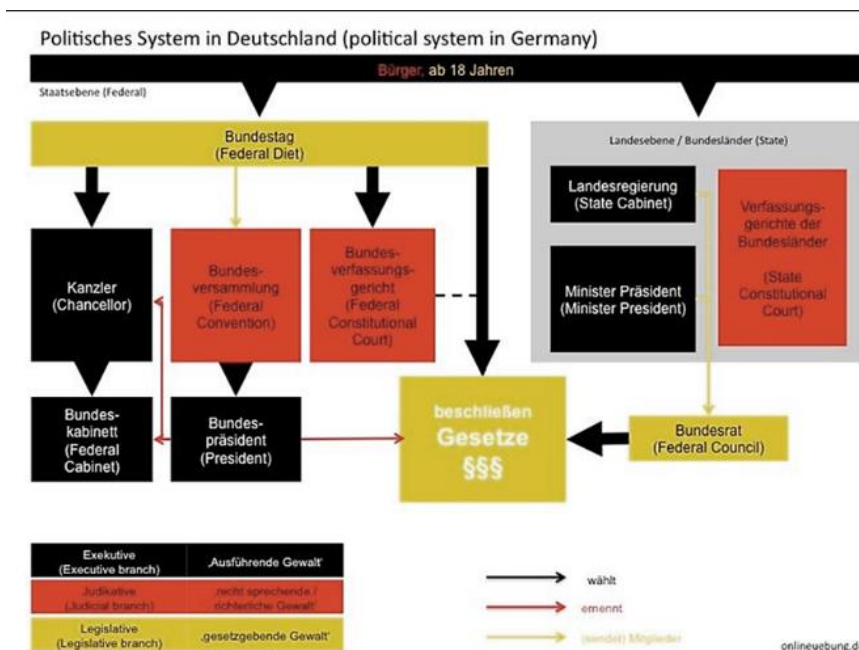 Politisches System in Deutschland (political system in Germany)
Bürger, ab 18 Jahren
Staatsebene (Federal)
Bundestag
(Federal Diet)
Landesebene / Bundesländer (State)
Landesregierung
(State Cabinet)
Verfassungs-
gerichte der
Bundesländer
(State
Constitutional
Court)
Minister Präsident
(Minister President)
Kanzler
(Chancellor)
Bundes-
versammlung
(Federal
Convention)
Bundes-
verfassungs-
gericht
(Federal
Constitutional
Court)
Bundes-
kabinett
(Federal
Cabinet)
Bundes-
präsident
(President)
beschließen
Gesetze
§§§
Bundesrat
(Federal Council)
Exekutive
(Executive branch)
‚Ausführende Gewalt'
Judikative
(Judicial branch)
‚recht sprechende /
richterliche Gewalt'
Legislative
(Legislative branch)
‚gesetzgebende Gewalt'
wählt
ernennt
(sendet) Mitglieder
onlineuebung.d